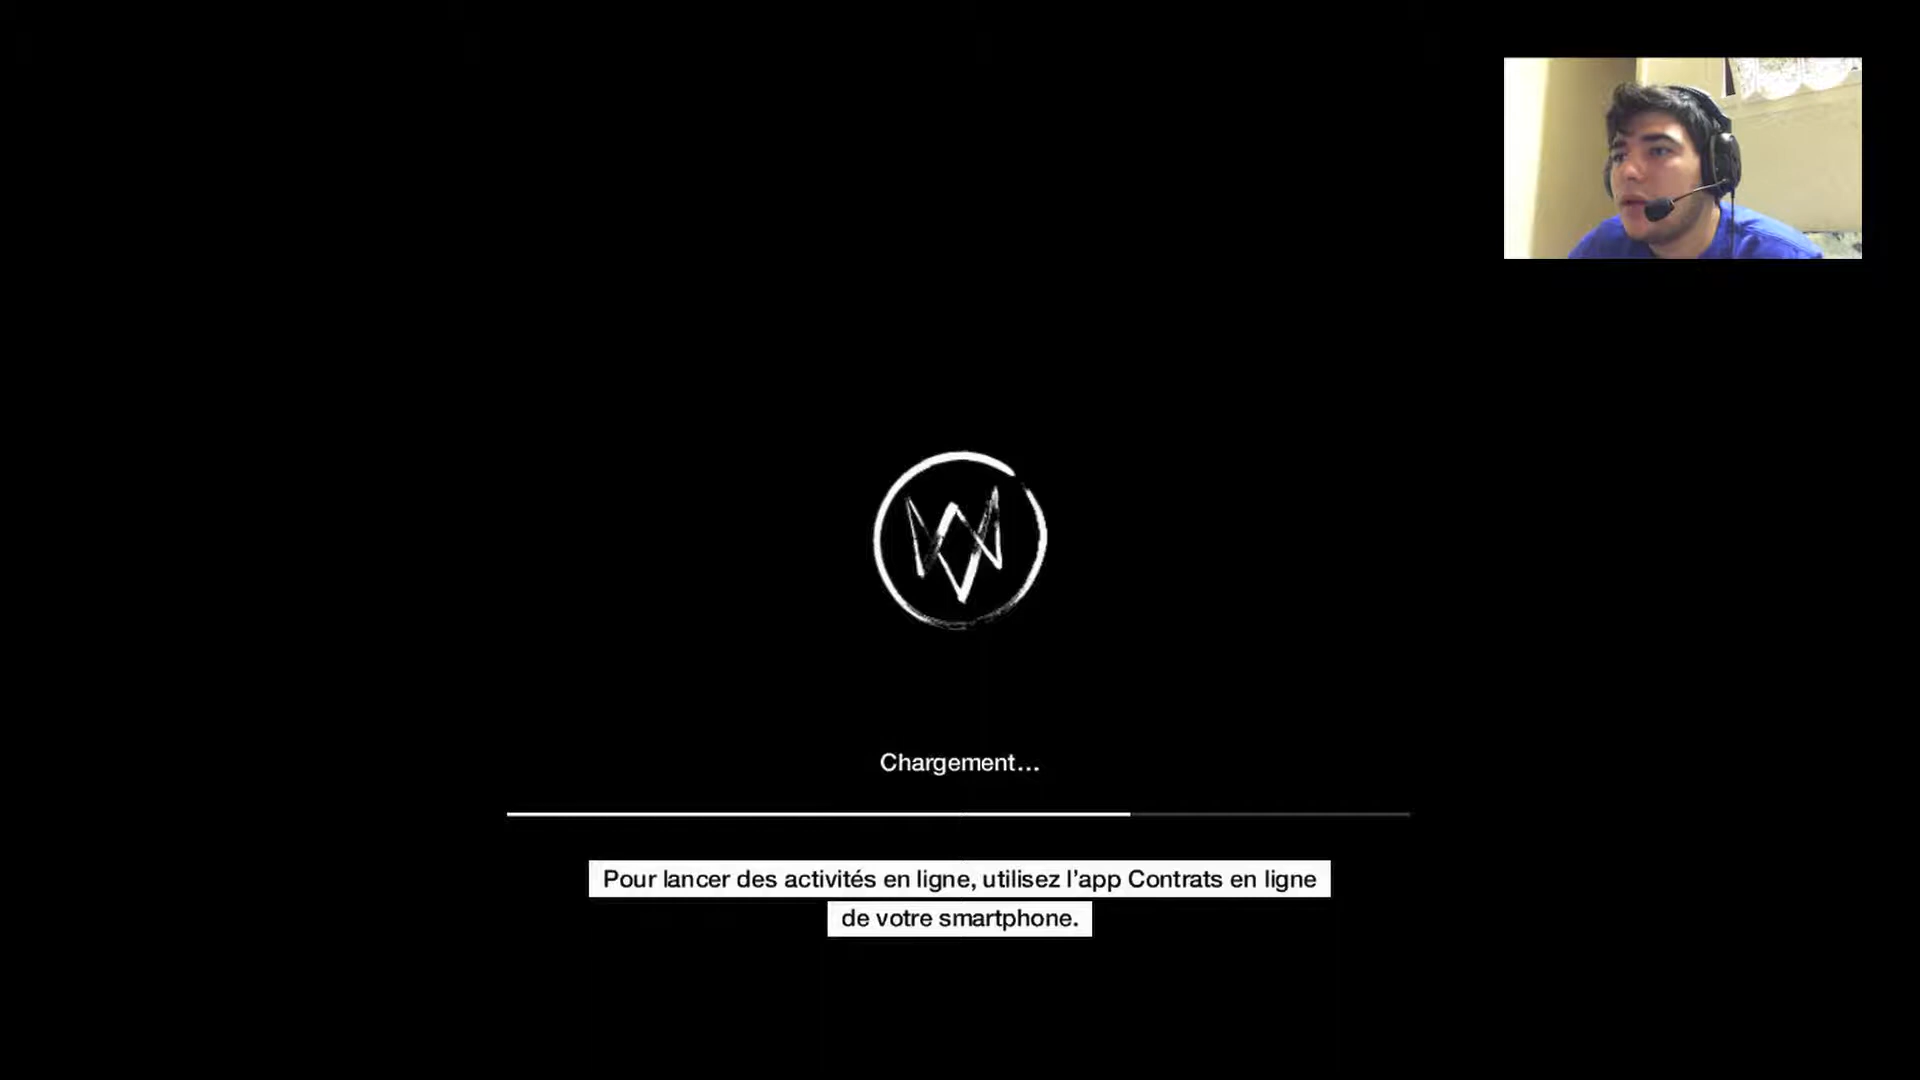 Chargement...
Pour lancer des activités en ligne, utilisez l’app Contrats en ligne
de votre smartphone.